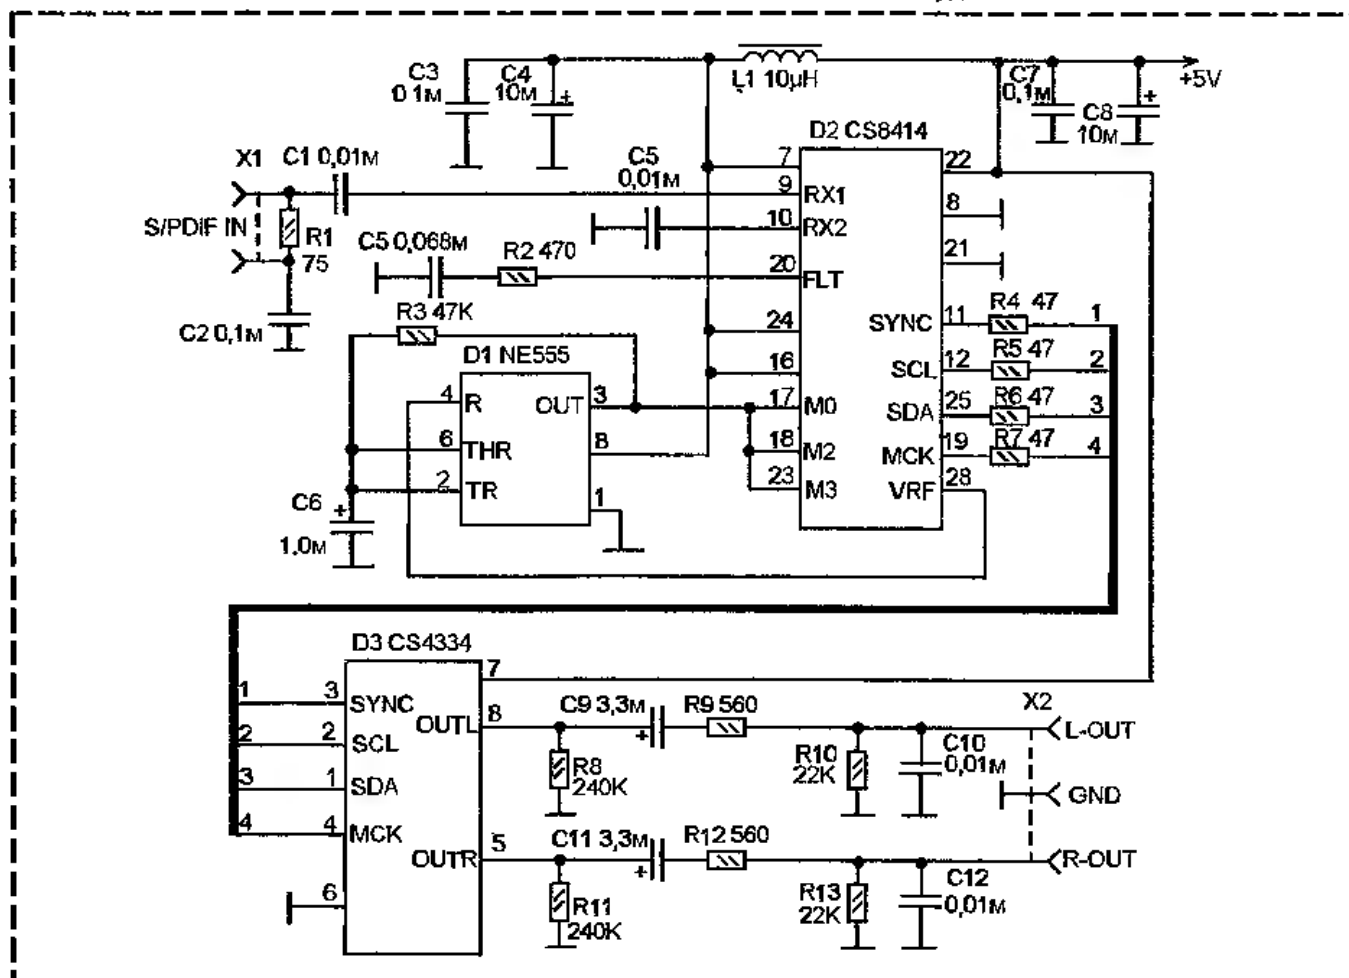 C3
0 1м
C4
10м
+
L1 10µH
C7
0,1м
C8
10м
+
+5V
D2 CS8414
X1
C1 0,01м
C5
0,01м
7
22
9
RX1
8
S/PDIF IN
R1
75
10
RX2
C5 0,068м
R2 470
20
FLT
21
C2 0,1м
R3 47K
24
SYNC
11
R4 47
1
D1 NE555
16
SCL
12
R5 47
2
4
R
OUT
3
17
M0
SDA
25
R6 47
3
6
THR
8
18
M2
MCK
19
R7 47
4
2
TR
1
23
M3
VRF
28
C6
+
1,0м
D3 CS4334
7
1
3
SYNC
OUTL
8
C9 3,3м
+
R9 560
X2
L-OUT
2
2
SCL
R8
240K
R10
22K
C10
0,01м
3
1
SDA
GND
4
4
MCK
OUTR
5
C11 3,3м
+
R12 560
R-OUT
6
R11
240K
R13
22K
C12
0,01м